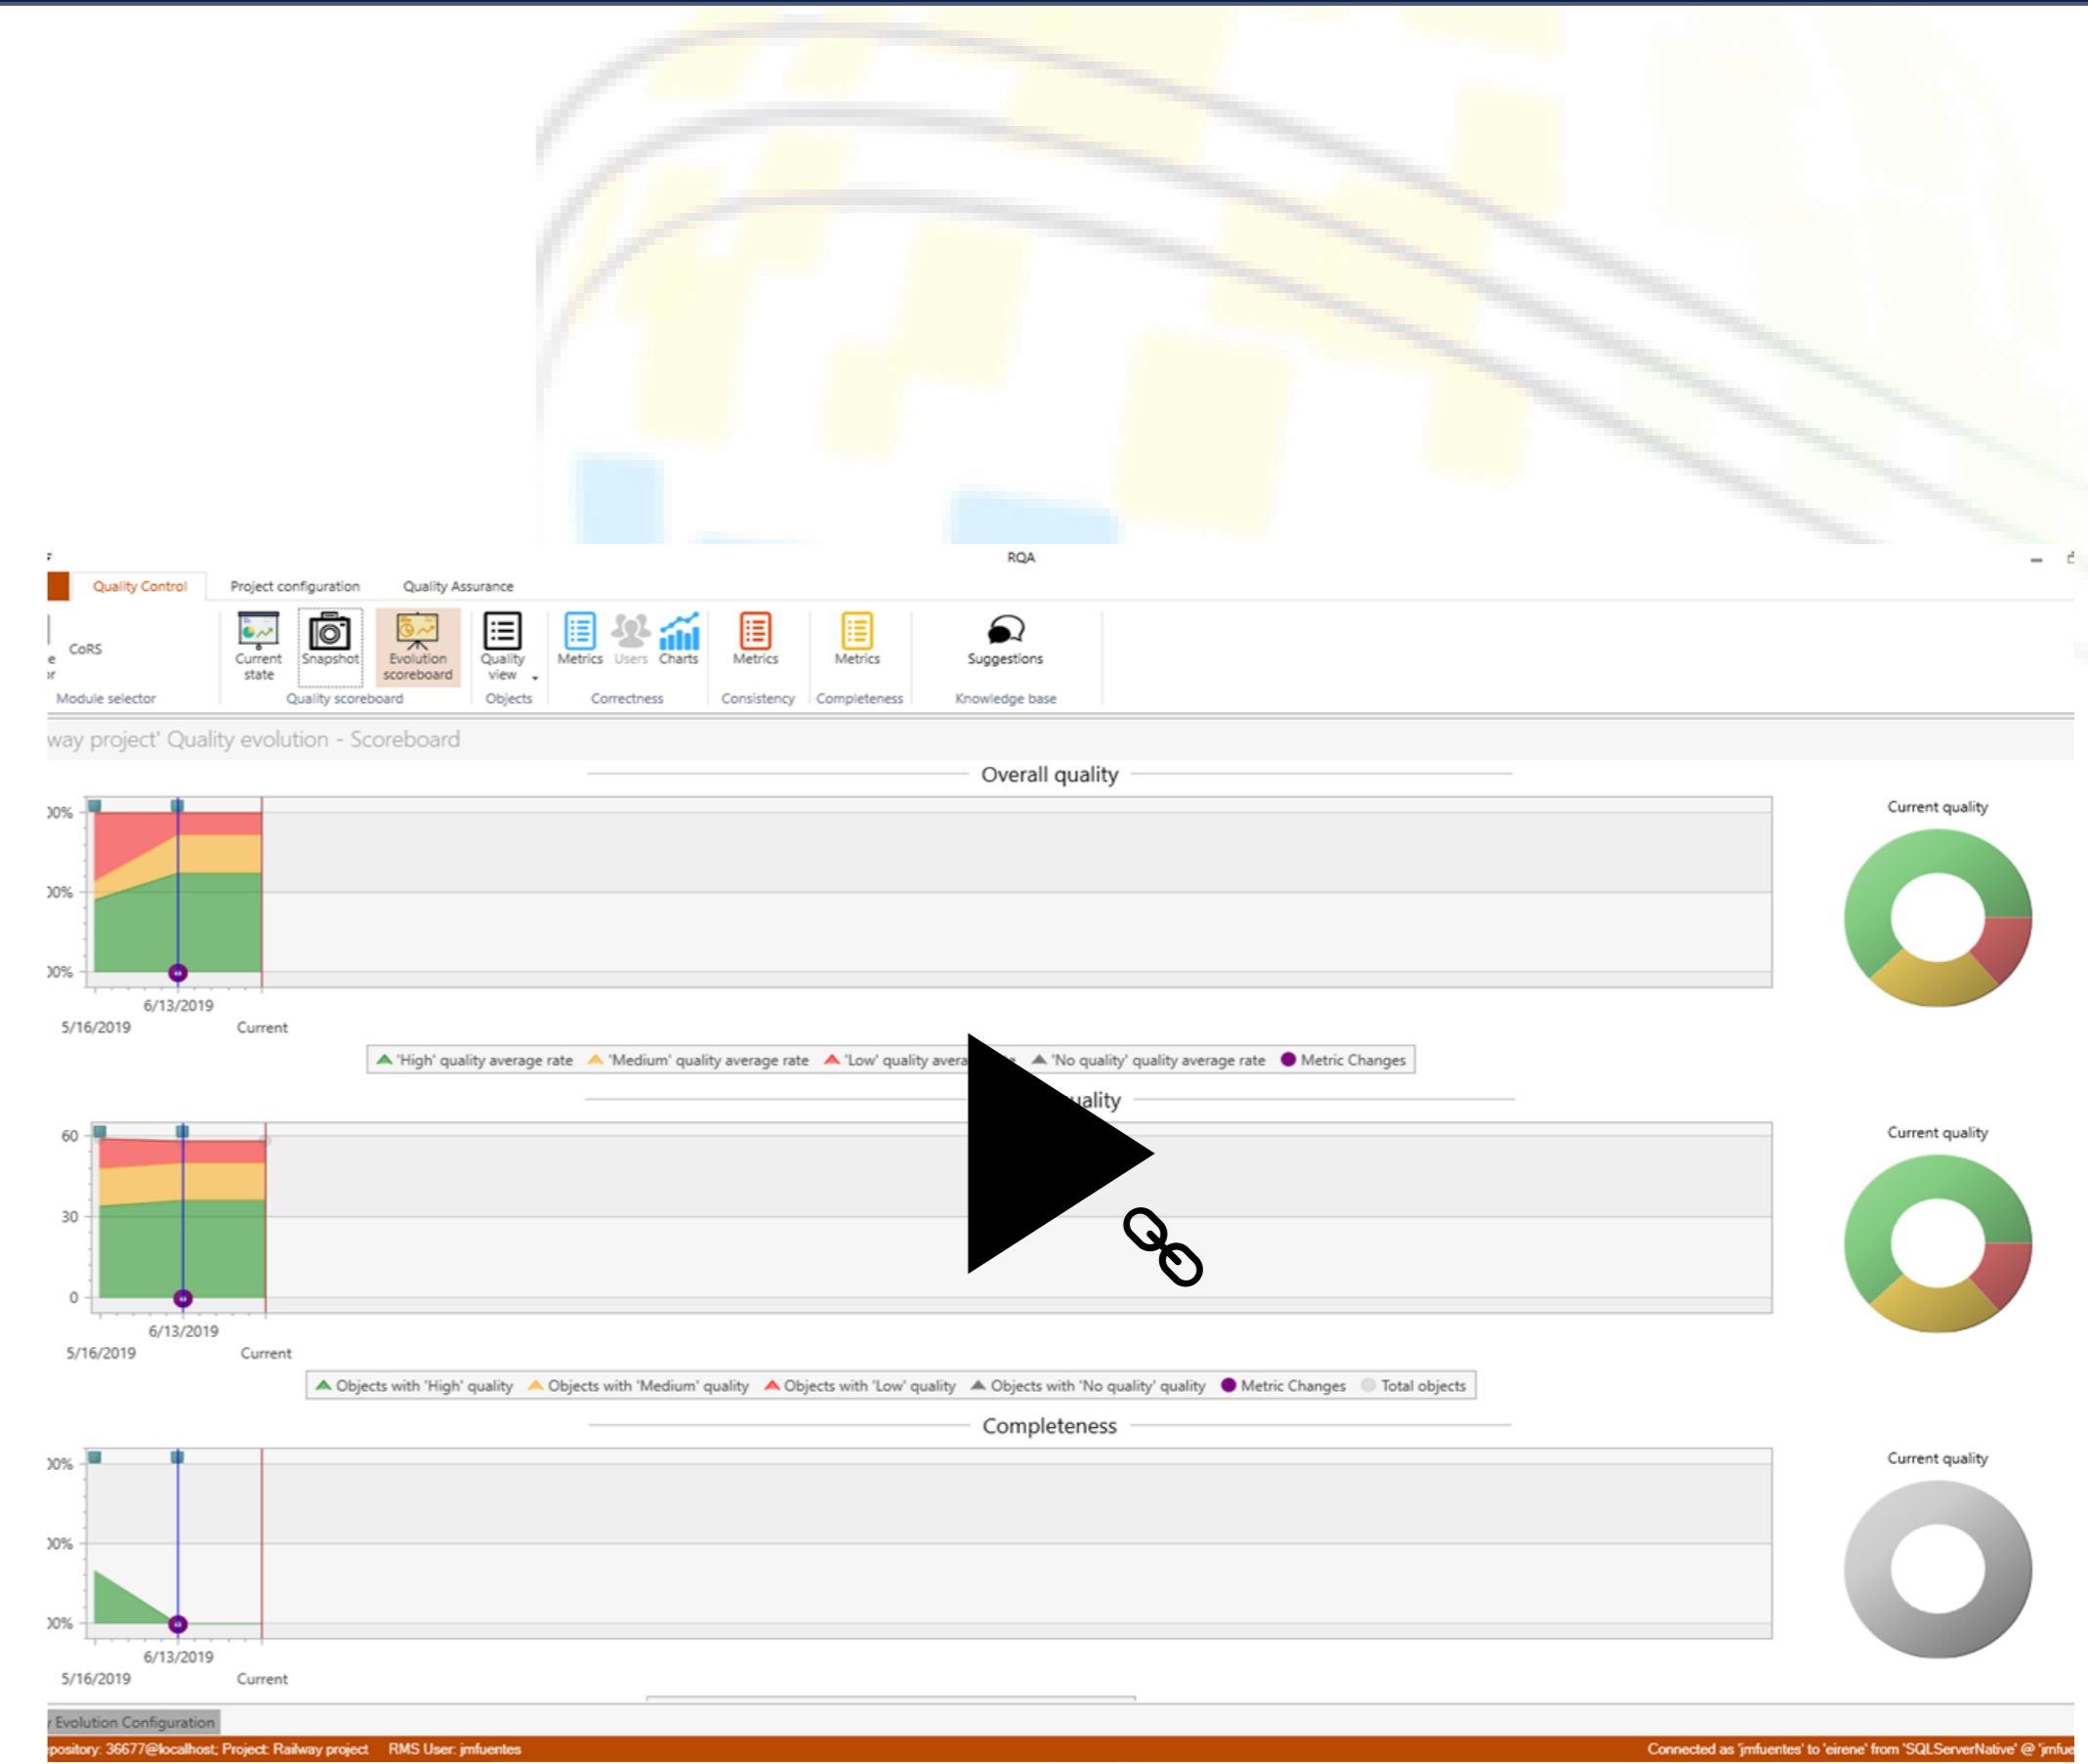 RQA
Quality Control
Project configuration
Quality Assurance
CoRS
Module selector
Current state
Snapshot
Evolution scoreboard
Quality scoreboard
Quality view
Objects
Metrics
Users
Charts
Correctness
Metrics
Consistency
Metrics
Completeness
Suggestions
Knowledge base
way project' Quality evolution - Scoreboard
Overall quality
Current quality
00%
00%
00%
6/13/2019
5/16/2019
Current
'High' quality average rate
'Medium' quality average rate
'Low' quality avera
'No quality' quality average rate
Metric Changes
uality
Current quality
60
30
0
6/13/2019
5/16/2019
Current
Objects with 'High' quality
Objects with 'Medium' quality
Objects with 'Low' quality
Objects with 'No quality' quality
Metric Changes
Total objects
Completeness
Current quality
00%
00%
00%
6/13/2019
5/16/2019
Current
Evolution Configuration
pository: 36677@localhost; Project: Railway project
RMS User: jmfuentes
Connected as 'jmfuentes' to 'eirene' from 'SQLServerNative' @ 'jmfue